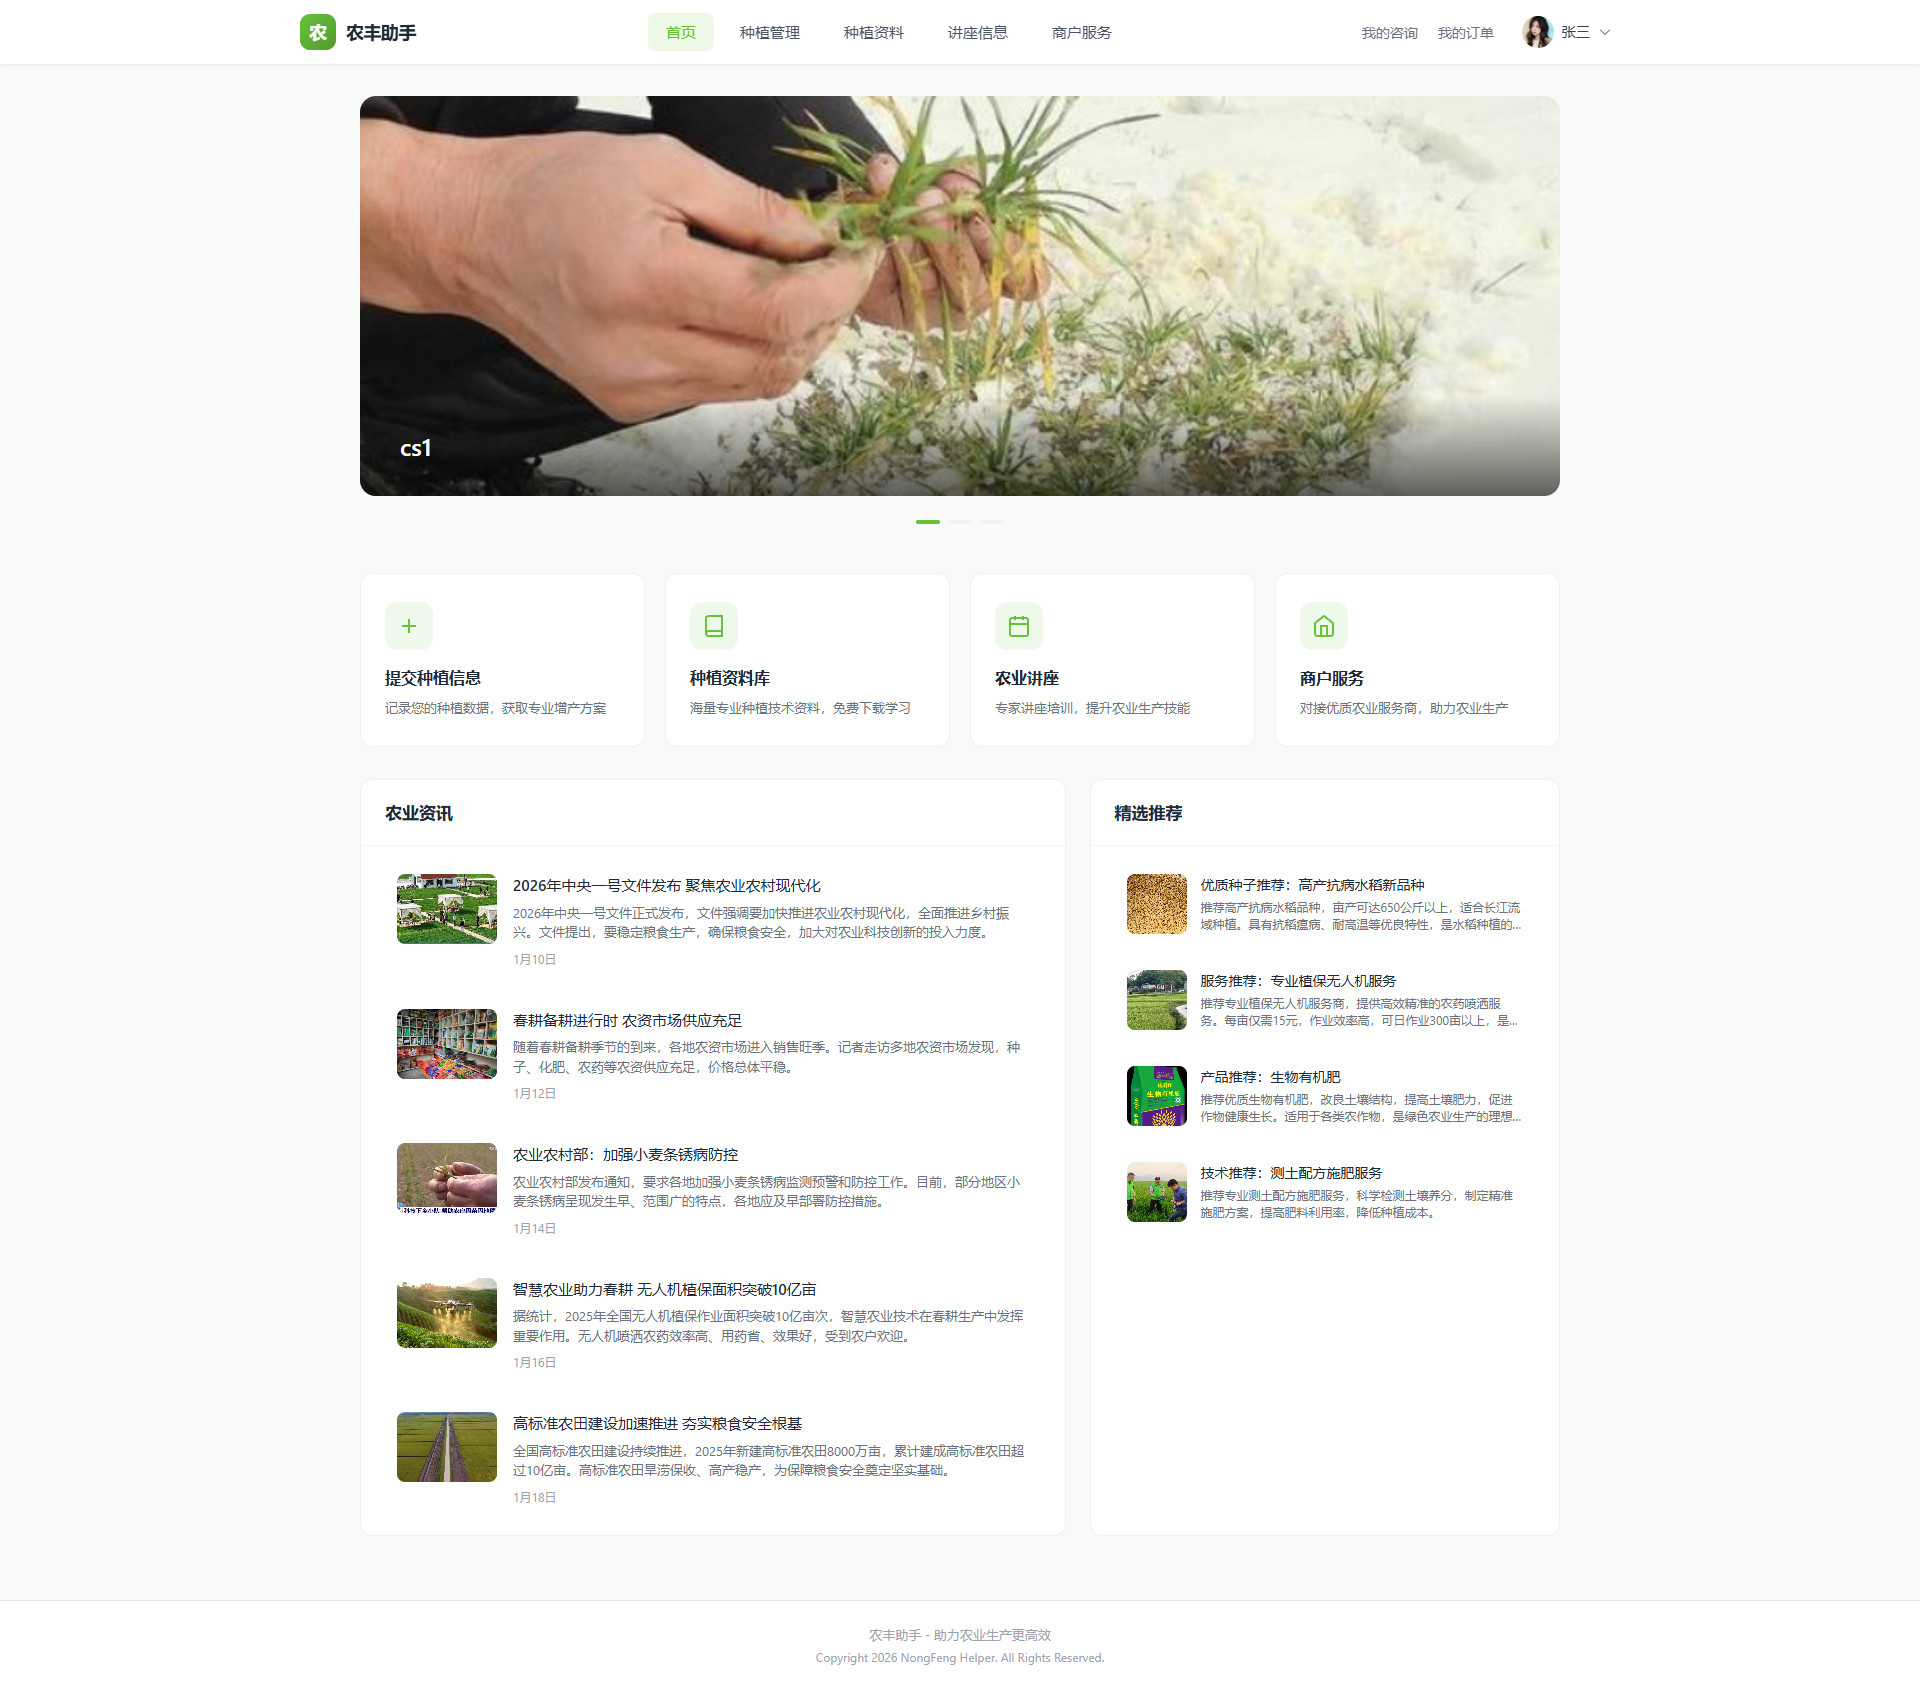 农 农丰助手 首页 种植管理 种植资料 讲座信息 商户服务 我的咨询 我的订单 张三
cs1
提交种植信息
记录您的种植数据，获取专业增产方案
种植资料库
海量专业种植技术资料，免费下载学习
农业讲座
专家讲座培训，提升农业生产技能
商户服务
对接优质农业服务商，助力农业生产
农业资讯
2026年中央一号文件发布 聚焦农业农村现代化
2026年中央一号文件正式发布，文件强调要加快推进农业农村现代化，全面推进乡村振
兴。文件提出，要稳定粮食生产，确保粮食安全，加大对农业科技创新的投入力度。
1月10日
春耕备耕进行时 农资市场供应充足
随着春耕备耕季节的到来，各地农资市场进入销售旺季。记者走访多地农资市场发现，种
子、化肥、农药等农资供应充足，价格总体平稳。
1月12日
农业农村部：加强小麦条锈病防控
农业农村部发布通知，要求各地加强小麦条锈病监测预警和防控工作。目前，部分地区小
麦条锈病呈现发生早、范围广的特点，各地应及早部署防控措施。
1月14日
智慧农业助力春耕 无人机植保面积突破10亿亩
据统计，2025年全国无人机植保作业面积突破10亿亩次，智慧农业技术在春耕生产中发挥
重要作用。无人机喷洒农药效率高、用药省、效果好，受到农户欢迎。
1月16日
高标准农田建设加速推进 夯实粮食安全根基
全国高标准农田建设持续推进，2025年新建高标准农田8000万亩，累计建成高标准农田超
过10亿亩。高标准农田旱涝保收、高产稳产，为保障粮食安全奠定坚实基础。
1月18日
精选推荐
优质种子推荐：高产抗病水稻新品种
推荐高产抗病水稻品种，亩产可达650公斤以上，适合长江流
域种植。具有抗稻瘟病、耐高温等优良特性，是水稻种植的...
服务推荐：专业植保无人机服务
推荐专业植保无人机服务商，提供高效精准的农药喷洒服
务。每亩仅需15元，作业效率高，可日作业300亩以上，是...
产品推荐：生物有机肥
推荐优质生物有机肥，改良土壤结构，提高土壤肥力，促进
作物健康生长。适用于各类农作物，是绿色农业生产的理想...
生物有机肥
技术推荐：测土配方施肥服务
推荐专业测土配方施肥服务，科学检测土壤养分，制定精准
施肥方案，提高肥料利用率，降低种植成本。
农丰助手 - 助力农业生产更高效
Copyright 2026 NongFeng Helper. All Rights Reserved.